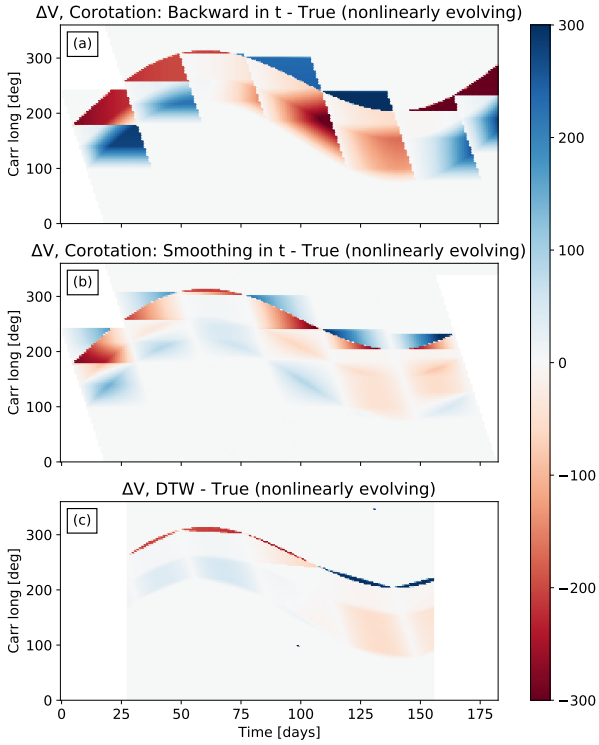 ΔV, Corotation: Backward in t - True (nonlinearly evolving)
(a)
300
200
100
0
Carr long [deg]
ΔV, Corotation: Smoothing in t - True (nonlinearly evolving)
(b)
300
200
100
0
Carr long [deg]
ΔV, DTW - True (nonlinearly evolving)
(c)
300
200
100
0
Carr long [deg]
0 25 50 75 100 125 150 175
Time [days]
300
200
100
0
−100
−200
−300